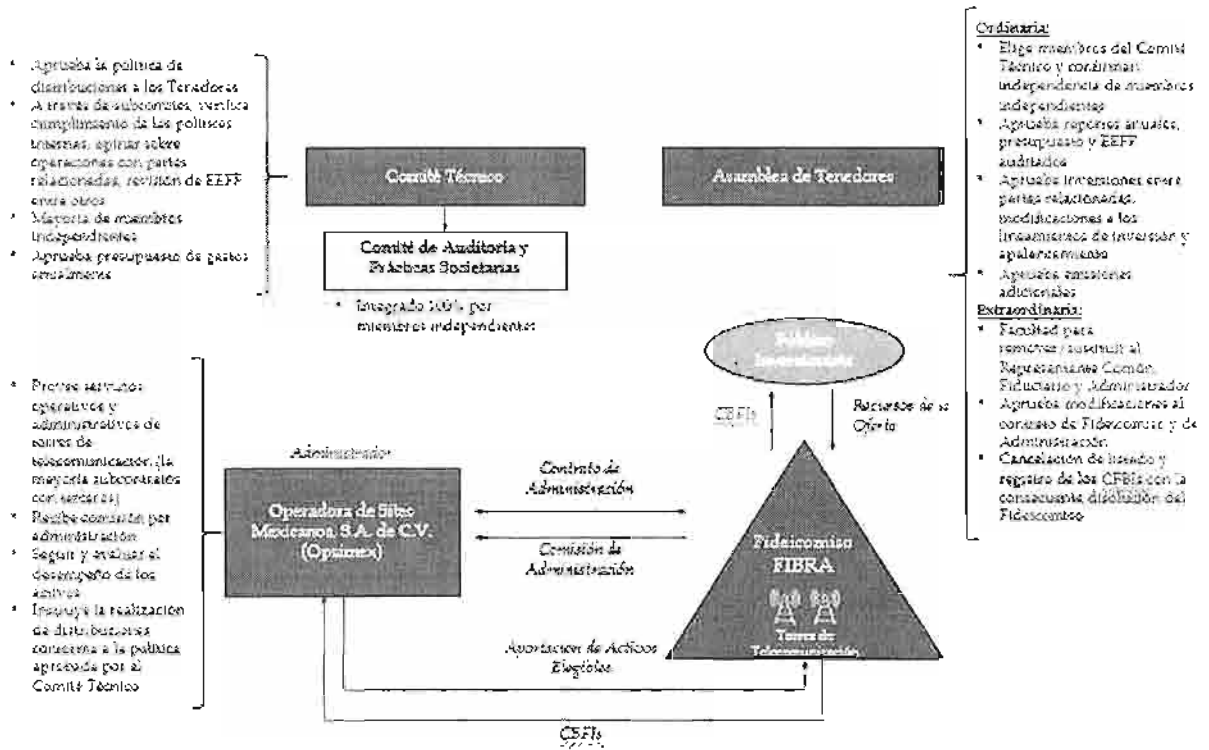 • Aprueba la política de
distribuciones a los Tenedores
• A través de subcomités, verifica
cumplimiento de las políticas
internas, opinar sobre
operaciones con partes
relacionadas, revisión de EEFF
entre otros
• Mayoría de miembros
independientes
• Aprueba presupuesto de gastos
anualmente
Comité Técnico
Comité de Auditoría y
Prácticas Societarias
• Integrado 100% por
miembros independientes
Asamblea de Tenedores
Ordinaria:
• Elige miembros del Comité
Técnico y confirman
independencia de miembros
independientes
• Aprueba reportes anuales,
presupuesto y EEFF
auditados
• Aprueba inversiones entre
partes relacionadas,
modificaciones a los
lineamientos de inversión y
apalancamiento
• Aprueba emisiones
adicionales
Extraordinaria:
• Facultad para
remover/sustituir al
Representante Común,
Fiduciario y Administrador
• Aprueba modificaciones al
contrato de Fideicomiso y de
Administración
• Cancelación de listado y
registro de los CFBIs con la
consecuente disolución del
Fideicomiso
Público
Inversionista
CBFIs
Recursos de la
Oferta
• Provee servicios
operativos y
administrativos de
torres de
telecomunicación (la
mayoría subcontratos
con terceros)
• Recibe comisión por
administración
• Seguir y evaluar el
desempeño de los
activos
• Instruye la realización
de distribuciones
conforme a la política
aprobada por el
Comité Técnico
Administrador
Operadora de Sites
Mexicanos, S.A. de C.V.
(Opsimex)
Contrato de
Administración
Comisión de
Administración
Fideicomiso
FIBRA
Torres de
Telecomunicación
Aportación de Activos
Elegibles
CBFIs